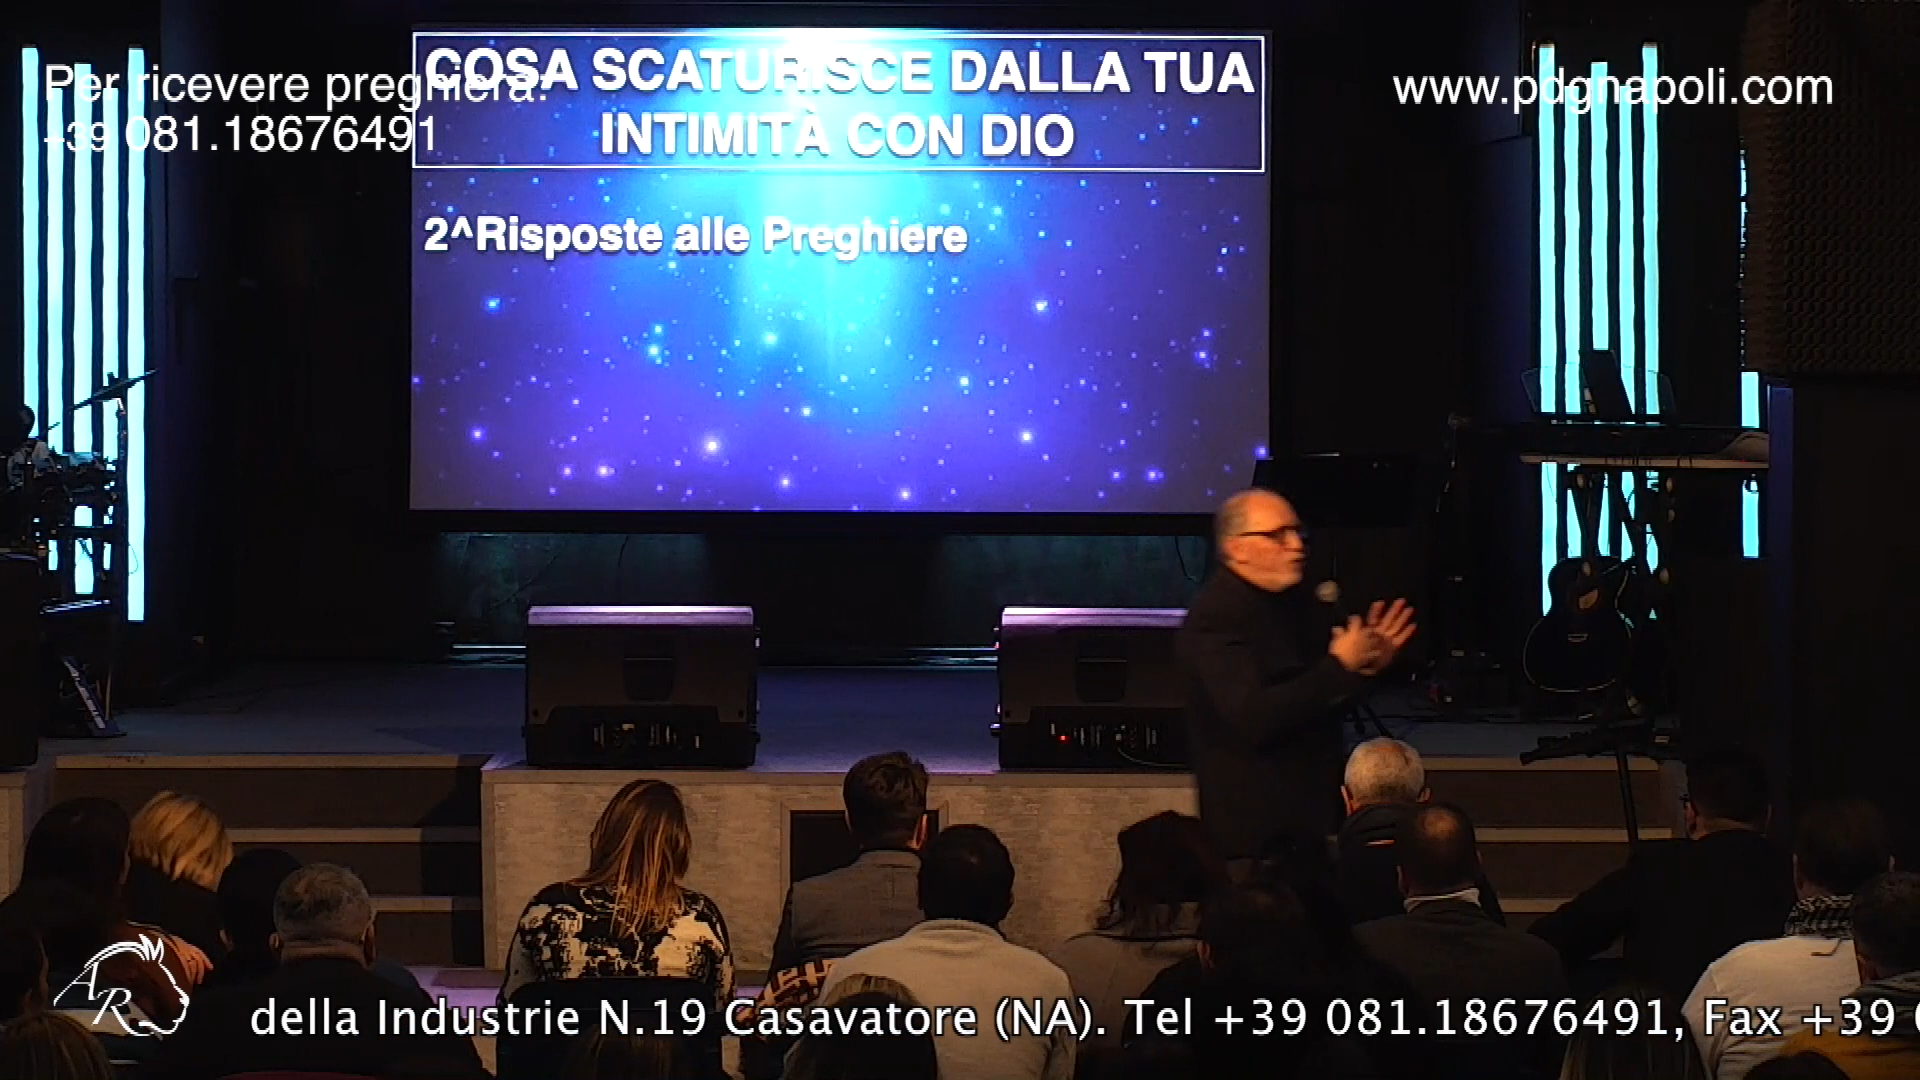 COSA SCATURISCE DALLA TUA
INTIMITÀ CON DIO
Per ricevere preghiera:
+39 081.18676491
www.pdgnapoli.com
2^Risposte alle Preghiere
AR
della Industrie N.19 Casavatore (NA). Tel +39 081.18676491, Fax +39